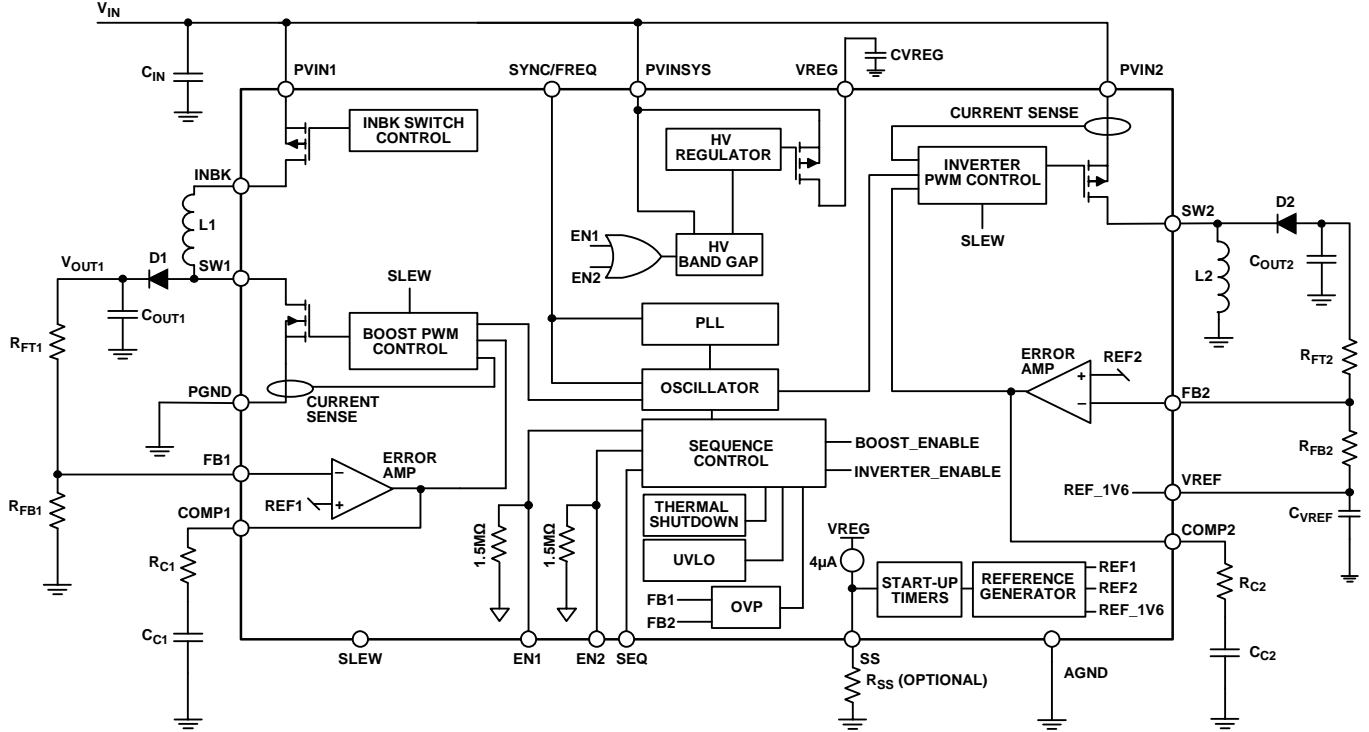 VIN
CIN
PVIN1
SYNC/FREQ
PVINSYS
VREG
CVREG
PVIN2
INBK SWITCH
CONTROL
HV
REGULATOR
CURRENT SENSE
INVERTER
PWM CONTROL
SLEW
INBK
L1
EN1
EN2
HV
BAND GAP
SW2
D2
L2
COUT2
VOUT1
D1
SW1
COUT1
SLEW
BOOST PWM
CONTROL
PLL
OSCILLATOR
RFT1
PGND
CURRENT
SENSE
ERROR
AMP
REF2
+
−
FB2
RFT2
SEQUENCE
CONTROL
BOOST_ENABLE
INVERTER_ENABLE
FB1
ERROR
AMP
−
+
REF1
RFB1
COMP1
RFB2
REF_1V6
VREF
CVREF
THERMAL
SHUTDOWN
UVLO
FB1
FB2
OVP
1.5MΩ
1.5MΩ
VREG
4µA
START-UP
TIMERS
REFERENCE
GENERATOR
REF1
REF2
REF_1V6
COMP2
RC1
CC1
RC2
CC2
SLEW
EN1
EN2
SEQ
SS
RSS (OPTIONAL)
AGND